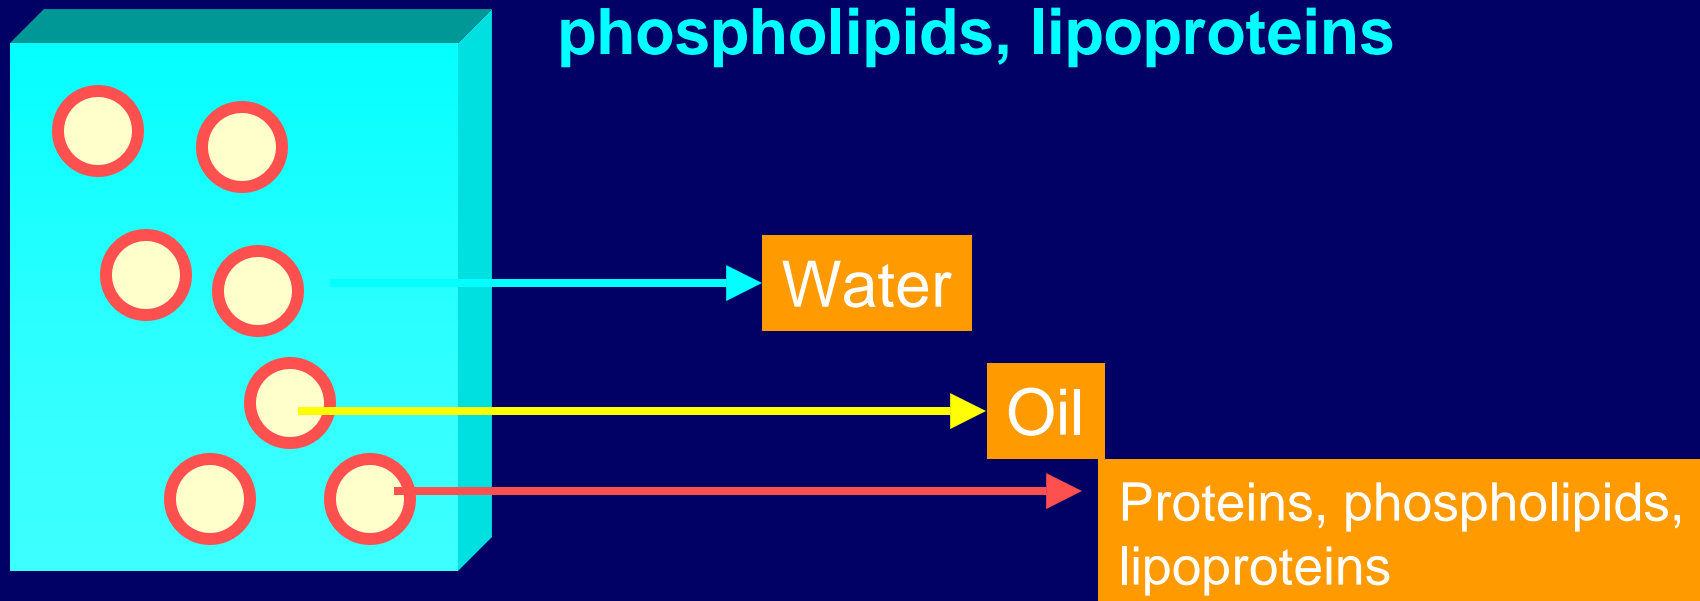 phospholipids, lipoproteins
Water
Oil
Proteins, phospholipids,
lipoproteins